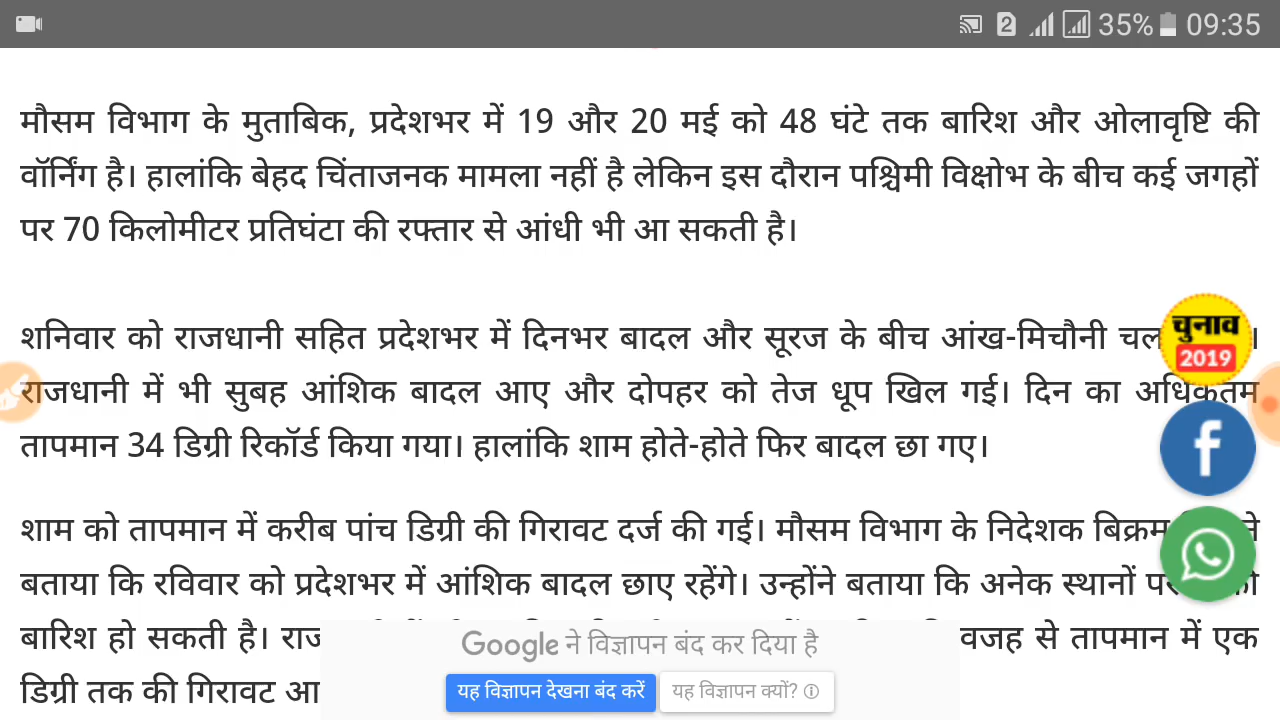 2 35% 09:35
मौसम विभाग के मुताबिक, प्रदेशभर में 19 और 20 मई को 48 घंटे तक बारिश और ओलावृष्टि की
वॉर्निंग है। हालांकि बेहद चिंताजनक मामला नहीं है लेकिन इस दौरान पश्चिमी विक्षोभ के बीच कई जगहों
पर 70 किलोमीटर प्रतिघंटा की रफ्तार से आंधी भी आ सकती है।
शनिवार को राजधानी सहित प्रदेशभर में दिनभर बादल और सूरज के बीच आंख-मिचौनी
चुनाव
2019
राजधानी में भी सुबह आंशिक बादल आए और दोपहर को तेज धूप खिल गई। दिन का अधिकतम
तापमान 34 डिग्री रिकॉर्ड किया गया। हालांकि शाम होते-होते फिर बादल छा गए।
शाम को तापमान में करीब पांच डिग्री की गिरावट दर्ज की गई। मौसम विभाग के निदेशक बिक्रम
बताया कि रविवार को प्रदेशभर में आंशिक बादल छाए रहेंगे। उन्होंने बताया कि अनेक स्थानों
बारिश हो सकती है। वजह से तापमान में एक
डिग्री तक की गिरावट
Google ने विज्ञापन बंद कर दिया है
यह विज्ञापन देखना बंद करें यह विज्ञापन क्यों?